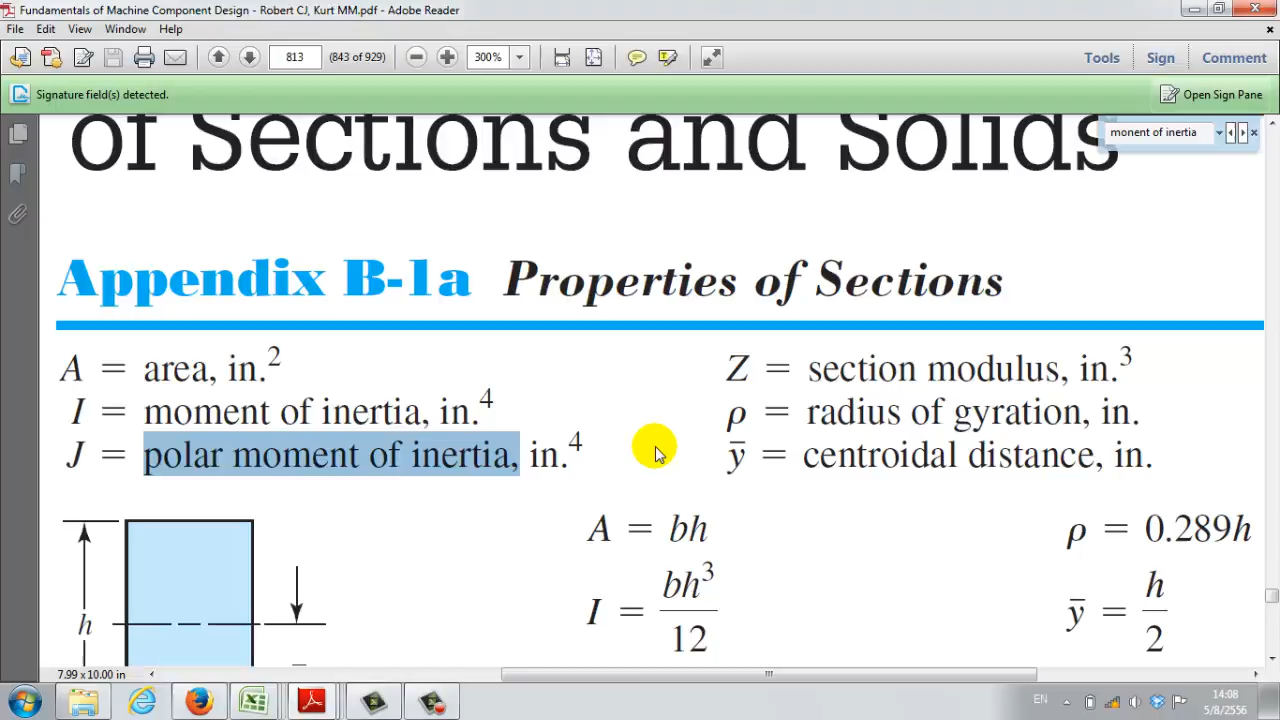 Fundamentals of Machine Component Design - Robert CJ, Kurt MM.pdf - Adobe Reader
File Edit View Window Help
813 (843 of 929) 300% Tools Sign Comment
Signature field(s) detected. Open Sign Pane
monent of inertia
of Sections and Solids
Appendix B-1a Properties of Sections
A = area, in.²
I = moment of inertia, in.⁴
J = polar moment of inertia, in.⁴
Z = section modulus, in.³
ρ = radius of gyration, in.
ȳ = centroidal distance, in.
h
A = bh
I = bh³/12
ρ = 0.289h
ȳ = h/2
7.99 x 10.00 in
EN
14:08
5/8/2556